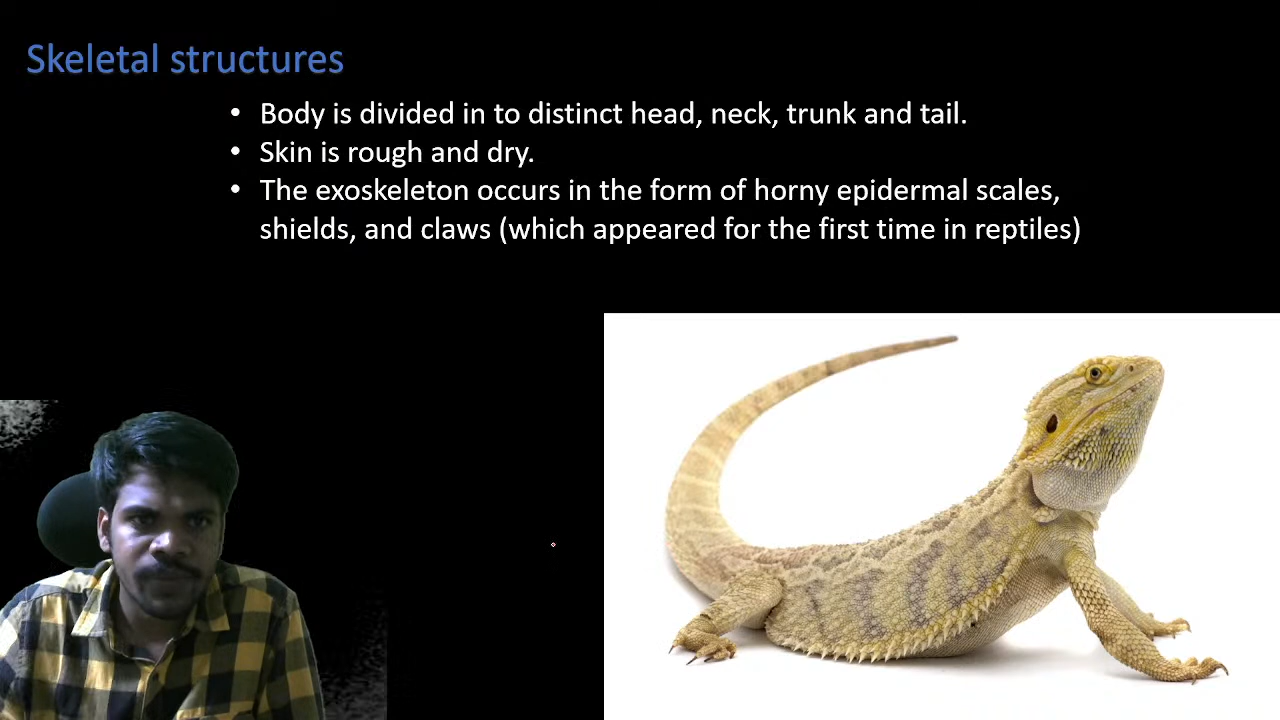 Skeletal structures
• Body is divided in to distinct head, neck, trunk and tail.
• Skin is rough and dry.
• The exoskeleton occurs in the form of horny epidermal scales,
shields, and claws (which appeared for the first time in reptiles)